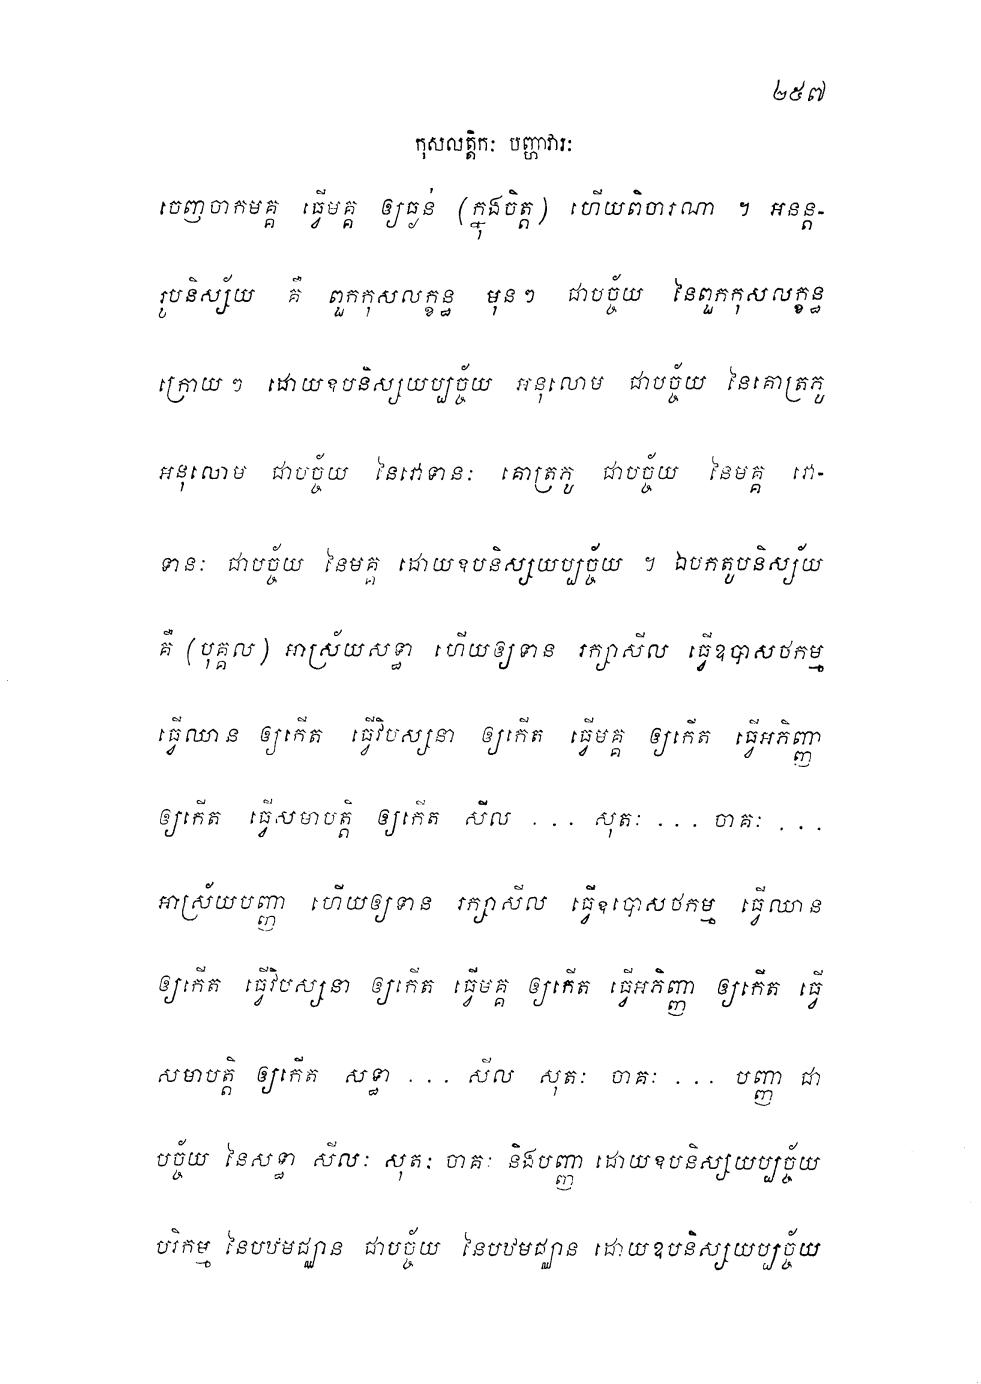 ២៥៧
កុសលត្តិកៈ បញ្ហាវារៈ
ចេញចាកមគ្គ ធ្វើមគ្គ ឲ្យធ្ងន់ (ក្នុងចិត្ត) ហើយពិចារណា ។ អនន្ត-
រូបនិស្ស័យ គឺ ពួកកុសលក្ខន្ធ មុនៗ ជាបច្ច័យ នៃពួកកុសលក្ខន្ធ
ក្រោយៗ ដោយឧបនិស្សយប្បច្ច័យ អនុលោម ជាបច្ច័យ នៃគោត្រភូ
អនុលោម ជាបច្ច័យ នៃវោទានៈ គោត្រភូ ជាបច្ច័យ នៃមគ្គ វោ-
ទានៈ ជាបច្ច័យ នៃមគ្គ ដោយឧបនិស្សយប្បច្ច័យ ។ ឯបកតូបនិស្ស័យ
គឺ (បុគ្គល) អាស្រ័យសទ្ធា ហើយឲ្យទាន រក្សាសីល ធ្វើឧបោសថកម្ម
ធ្វើឈាន ឲ្យកើត ធ្វើវិបស្សនា ឲ្យកើត ធ្វើមគ្គ ឲ្យកើត ធ្វើអភិញ្ញា
ឲ្យកើត ធ្វើសមាបត្តិ ឲ្យកើត សីល ... សុតៈ ... ចាគៈ ...
អាស្រ័យបញ្ញា ហើយឲ្យទាន រក្សាសីល ធ្វើឧបោសថកម្ម ធ្វើឈាន
ឲ្យកើត ធ្វើវិបស្សនា ឲ្យកើត ធ្វើមគ្គ ឲ្យកើត ធ្វើអភិញ្ញា ឲ្យកើត ធ្វើ
សមាបត្តិ ឲ្យកើត សទ្ធា ... សីល សុតៈ ចាគៈ ... បញ្ញា ជា
បច្ច័យ នៃសទ្ធា សីលៈ សុតៈ ចាគៈ និងបញ្ញា ដោយឧបនិស្សយប្បច្ច័យ
បរិកម្ម នៃបឋមជ្ឈាន ជាបច្ច័យ នៃបឋមជ្ឈាន ដោយឧបនិស្សយប្បច្ច័យ